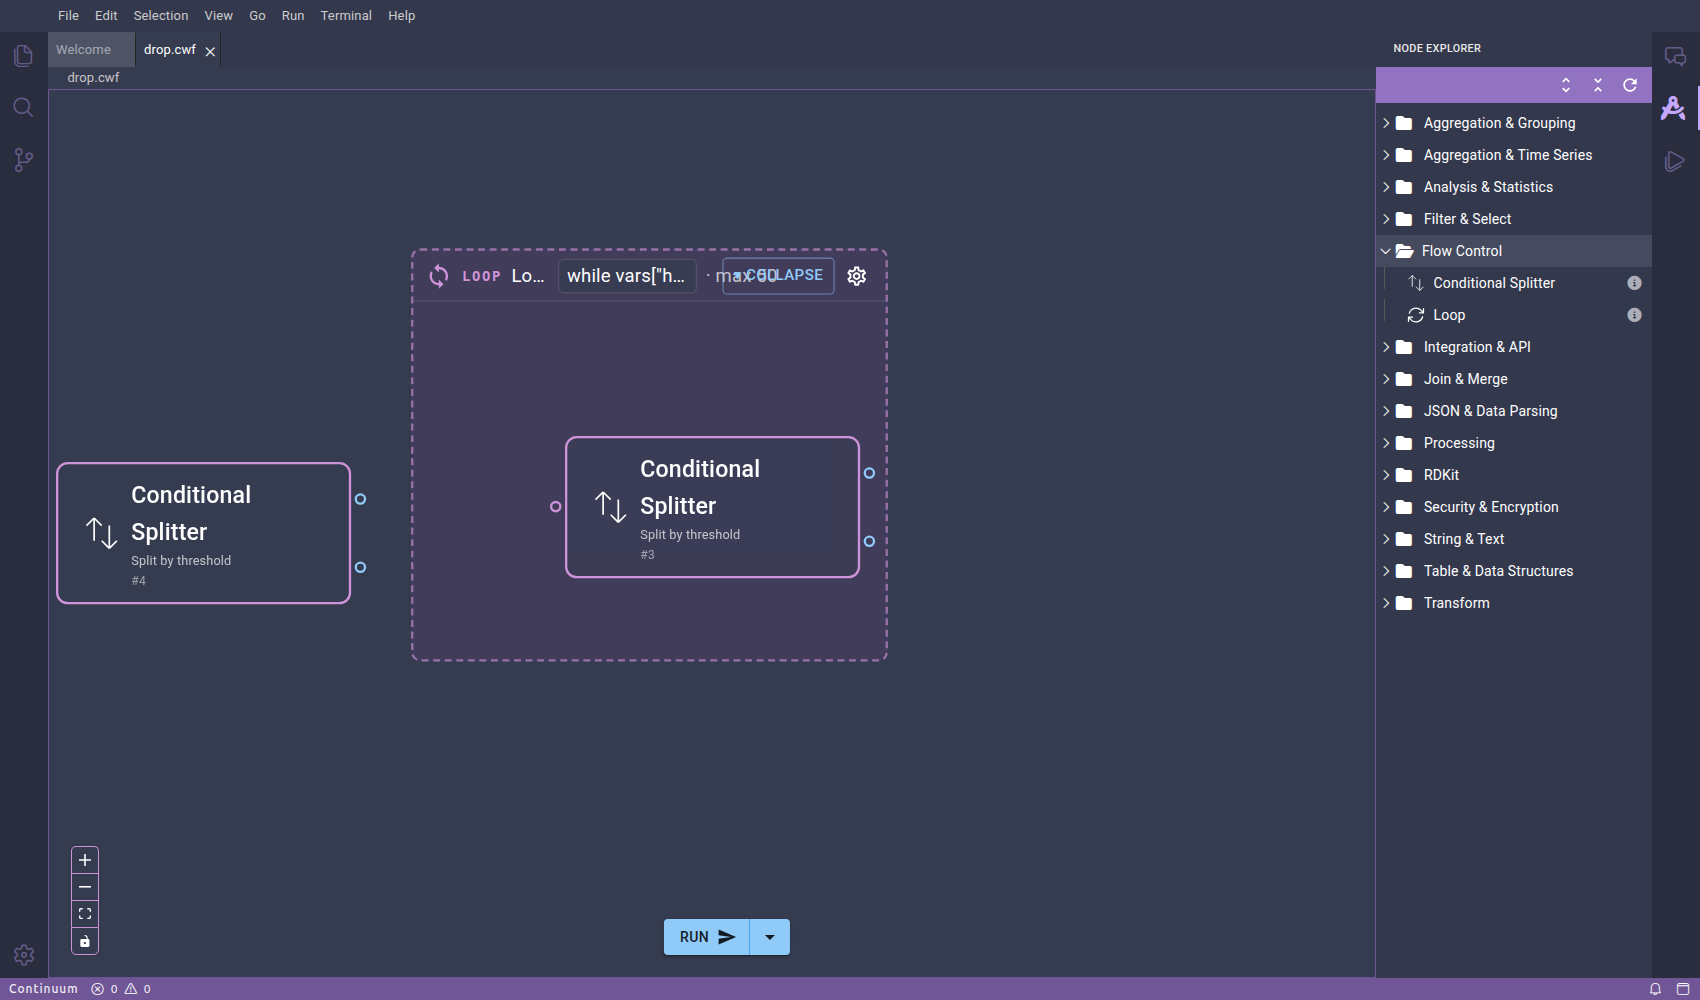 File Edit Selection View Go Run Terminal Help
Welcome drop.cwf
drop.cwf
NODE EXPLORER
LOOP Lo... while vars["h... · max 50 COLLAPSE
Conditional
Splitter
Split by threshold
#3
Conditional
Splitter
Split by threshold
#4
RUN
Aggregation & Grouping
Aggregation & Time Series
Analysis & Statistics
Filter & Select
Flow Control
Conditional Splitter
Loop
Integration & API
Join & Merge
JSON & Data Parsing
Processing
RDKit
Security & Encryption
String & Text
Table & Data Structures
Transform
Continuum 0 0